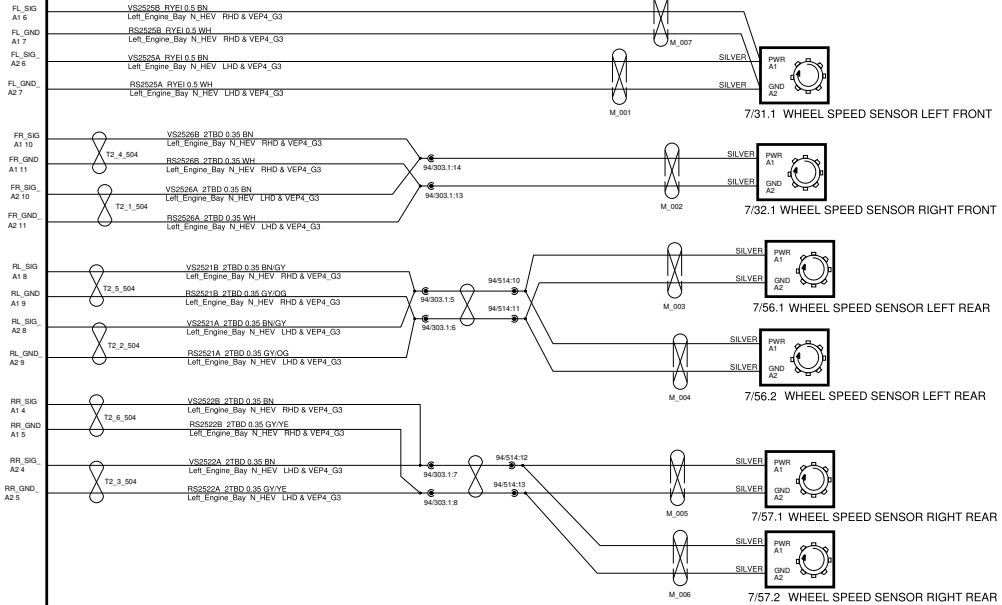 FL_SIG
A1 6
VS2525B RYEI 0.5 BN
Left_Engine_Bay N_HEV RHD & VEP4_G3
FL_GND
A1 7
RS2525B RYEI 0.5 WH
Left_Engine_Bay N_HEV RHD & VEP4_G3
M_007
FL_SIG_
A2 6
VS2525A RYEI 0.5 BN
Left_Engine_Bay N_HEV LHD & VEP4_G3
SILVER
PWR
A1
FL_GND_
A2 7
RS2525A RYEI 0.5 WH
Left_Engine_Bay N_HEV LHD & VEP4_G3
SILVER
GND
A2
M_001
7/31.1 WHEEL SPEED SENSOR LEFT FRONT
FR_SIG
A1 10
VS2526B 2TBD 0.35 BN
Left_Engine_Bay N_HEV RHD & VEP4_G3
T2_4_504
FR_GND
A1 11
RS2526B 2TBD 0.35 WH
Left_Engine_Bay N_HEV RHD & VEP4_G3
94/303.1:14
SILVER
PWR
A1
FR_SIG_
A2 10
VS2526A 2TBD 0.35 BN
Left_Engine_Bay N_HEV LHD & VEP4_G3
94/303.1:13
SILVER
GND
A2
T2_1_504
M_002
FR_GND_
A2 11
RS2526A 2TBD 0.35 WH
Left_Engine_Bay N_HEV LHD & VEP4_G3
7/32.1 WHEEL SPEED SENSOR RIGHT FRONT
RL_SIG
A1 8
VS2521B 2TBD 0.35 BN/GY
Left_Engine_Bay N_HEV RHD & VEP4_G3
SILVER
PWR
A1
T2_5_504
94/514:10
SILVER
GND
A2
RL_GND
A1 9
RS2521B 2TBD 0.35 GY/OG
Left_Engine_Bay N_HEV RHD & VEP4_G3
94/303.1:5
94/514:11
M_003
7/56.1 WHEEL SPEED SENSOR LEFT REAR
RL_SIG_
A2 8
VS2521A 2TBD 0.35 BN/GY
Left_Engine_Bay N_HEV LHD & VEP4_G3
94/303.1:6
T2_2_504
SILVER
PWR
A1
RL_GND_
A2 9
RS2521A 2TBD 0.35 GY/OG
Left_Engine_Bay N_HEV LHD & VEP4_G3
SILVER
GND
A2
M_004
7/56.2 WHEEL SPEED SENSOR LEFT REAR
RR_SIG
A1 4
VS2522B 2TBD 0.35 BN
Left_Engine_Bay N_HEV RHD & VEP4_G3
T2_6_504
RR_GND
A1 5
RS2522B 2TBD 0.35 GY/YE
Left_Engine_Bay N_HEV RHD & VEP4_G3
RR_SIG_
A2 4
VS2522A 2TBD 0.35 BN
Left_Engine_Bay N_HEV LHD & VEP4_G3
94/303.1:7
94/514:12
SILVER
PWR
A1
T2_3_504
RR_GND_
A2 5
RS2522A 2TBD 0.35 GY/YE
Left_Engine_Bay N_HEV LHD & VEP4_G3
94/303.1:8
94/514:13
SILVER
GND
A2
M_005
7/57.1 WHEEL SPEED SENSOR RIGHT REAR
SILVER
PWR
A1
SILVER
GND
A2
M_006
7/57.2 WHEEL SPEED SENSOR RIGHT REAR